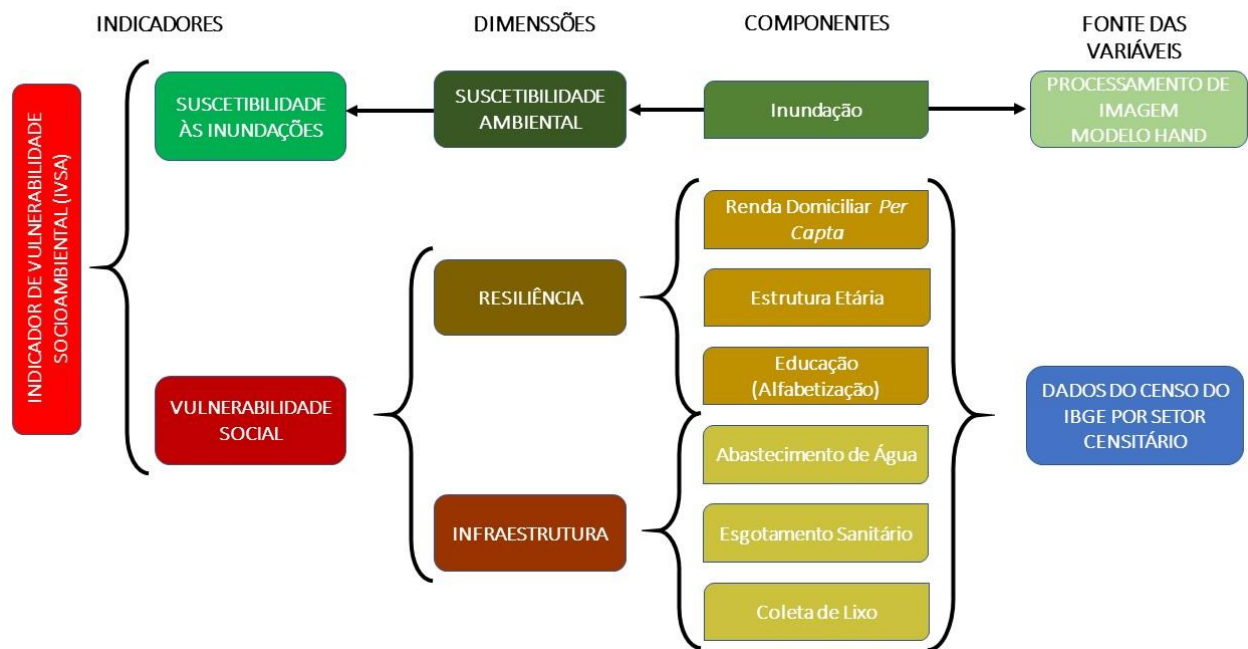 INDICADORES
DIMENSSÕES
COMPONENTES
FONTE DAS
VARIÁVEIS
INDICADOR DE VULNERABILIDADE
SOCIOAMBIENTAL (IVSA)
SUSCETIBILIDADE
ÀS INUNDAÇÕES
SUSCETIBILIDADE
AMBIENTAL
Inundação
PROCESSAMENTO DE
IMAGEM
MODELO HAND
VULNERABILIDADE
SOCIAL
RESILIÊNCIA
Renda Domiciliar Per
Capta
Estrutura Etária
Educação
(Alfabetização)
INFRAESTRUTURA
Abastecimento de Água
Esgotamento Sanitário
Coleta de Lixo
DADOS DO CENSO DO
IBGE POR SETOR
CENSITÁRIO